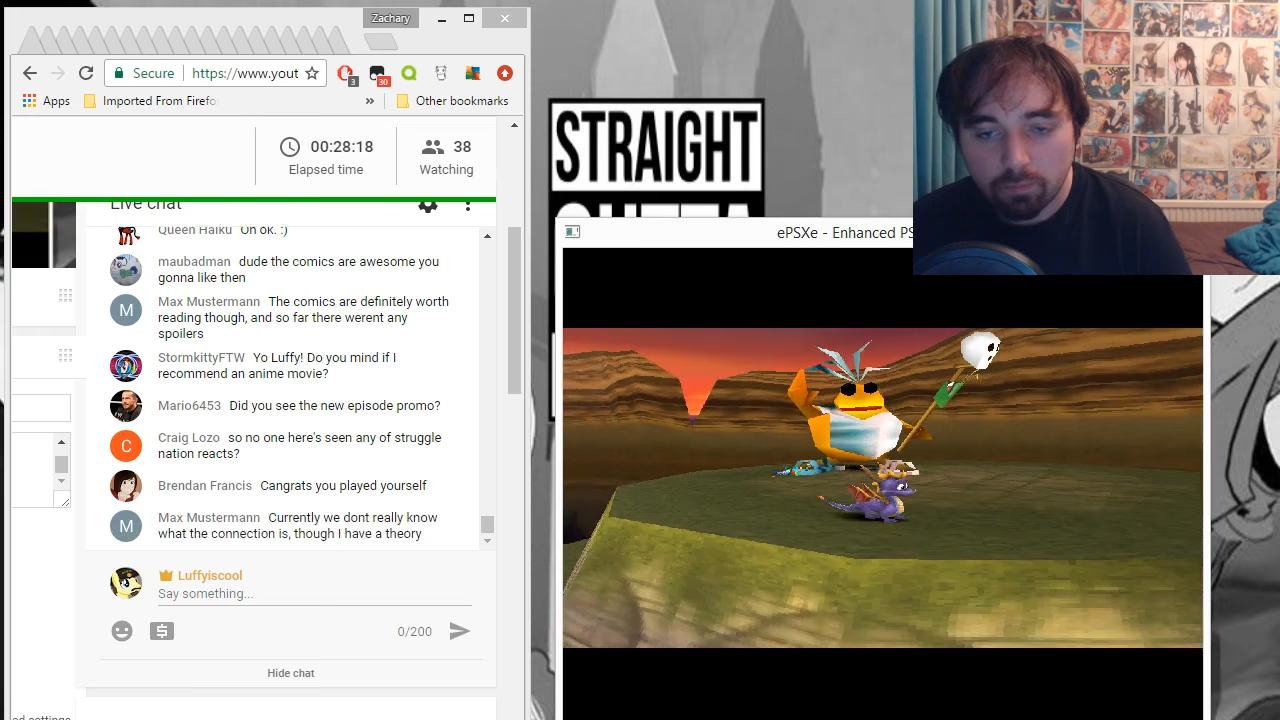 Zachary
Secure https://www.yout
3
30
Apps
Imported From Firefo
»
Other bookmarks
00:28:18
Elapsed time
38
Watching
Live chat
Queen Haiku Oh ok. :)
maubadman dude the comics are awesome you
gonna like then
M
Max Mustermann The comics are definitely worth
reading though, and so far there werent any
spoilers
StormkittyFTW Yo Luffy! Do you mind if I
recommend an anime movie?
Mario6453 Did you see the new episode promo?
C
Craig Lozo so no one here's seen any of struggle
nation reacts?
Brendan Francis Cangrats you played yourself
M
Max Mustermann Currently we dont really know
what the connection is, though I have a theory
Luffyiscool
Say something...
0/200
Hide chat
ed settings
STRAIGHT
OUTTA
ePSXe - Enhanced PS